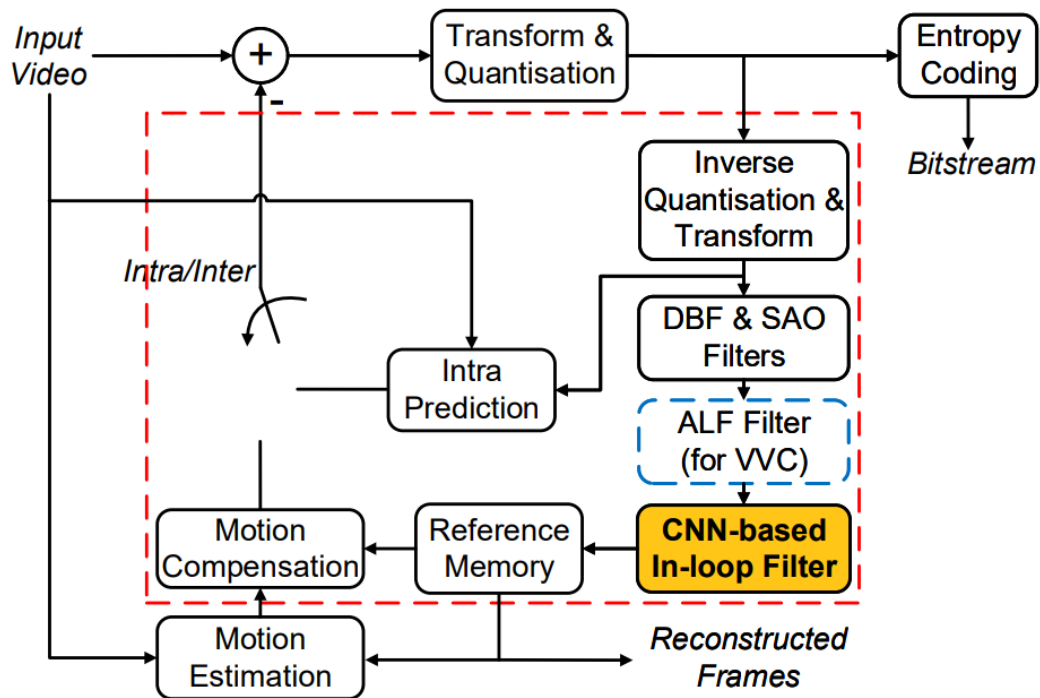 Input
Video
+
-
Transform &
Quantisation
Entropy
Coding
Bitstream
Inverse
Quantisation &
Transform
Intra/Inter
DBF & SAO
Filters
Intra
Prediction
ALF Filter
(for VVC)
CNN-based
In-loop Filter
Reference
Memory
Motion
Compensation
Motion
Estimation
Reconstructed
Frames